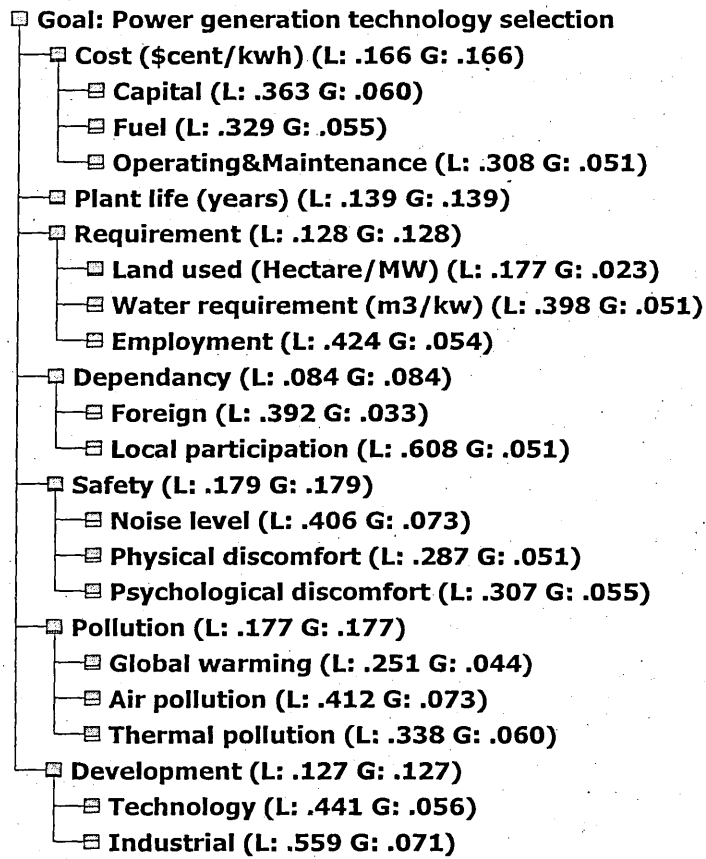 Goal: Power generation technology selection
Cost ($cent/kwh) (L: .166 G: .166)
Capital (L: .363 G: .060)
Fuel (L: .329 G: .055)
Operating&Maintenance (L: .308 G: .051)
Plant life (years) (L: .139 G: .139)
Requirement (L: .128 G: .128)
Land used (Hectare/MW) (L: .177 G: .023)
Water requirement (m3/kw) (L: .398 G: .051)
Employment (L: .424 G: .054)
Dependancy (L: .084 G: .084)
Foreign (L: .392 G: .033)
Local participation (L: .608 G: .051)
Safety (L: .179 G: .179)
Noise level (L: .406 G: .073)
Physical discomfort (L: .287 G: .051)
Psychological discomfort (L: .307 G: .055)
Pollution (L: .177 G: .177)
Global warming (L: .251 G: .044)
Air pollution (L: .412 G: .073)
Thermal pollution (L: .338 G: .060)
Development (L: .127 G: .127)
Technology (L: .441 G: .056)
Industrial (L: .559 G: .071)